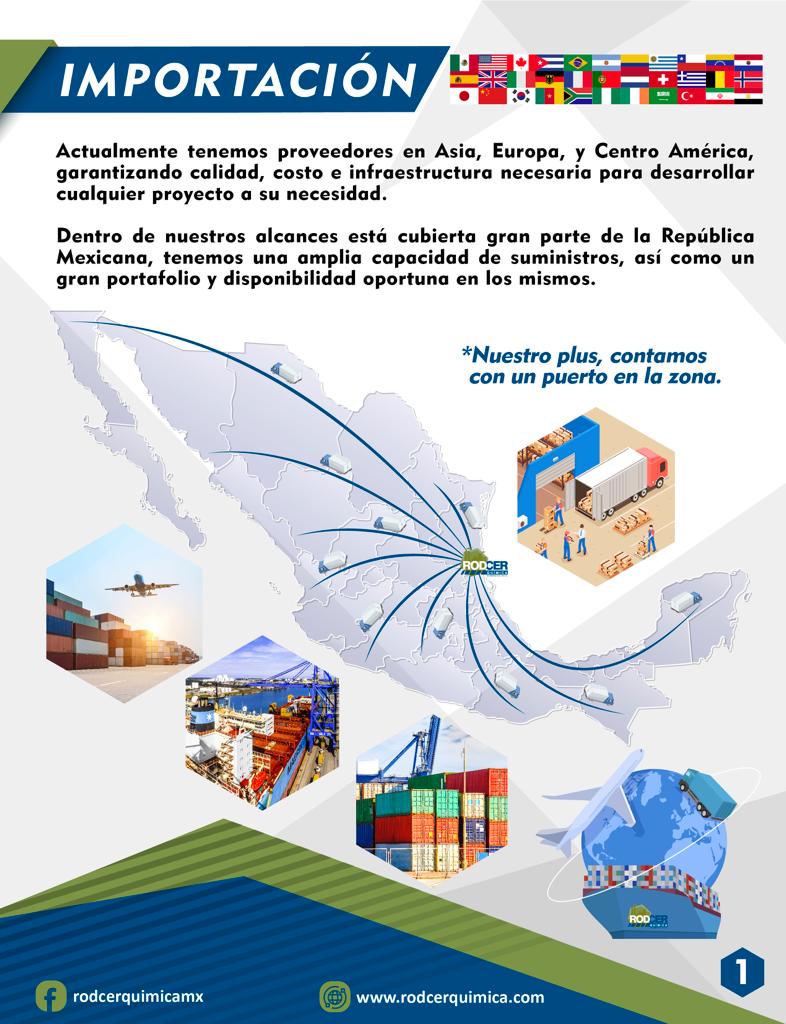 IMPORTACIÓN
Actualmente tenemos proveedores en Asia, Europa, y Centro América,
garantizando calidad, costo e infraestructura necesaria para desarrollar
cualquier proyecto a su necesidad.
Dentro de nuestros alcances está cubierta gran parte de la República
Mexicana, tenemos una amplia capacidad de suministros, así como un
gran portafolio y disponibilidad oportuna en los mismos.
*Nuestro plus, contamos
con un puerto en la zona.
RODCER
QUÍMICA
RODCER
QUÍMICA
1
rodcerquimicamx
www.rodcerquimica.com